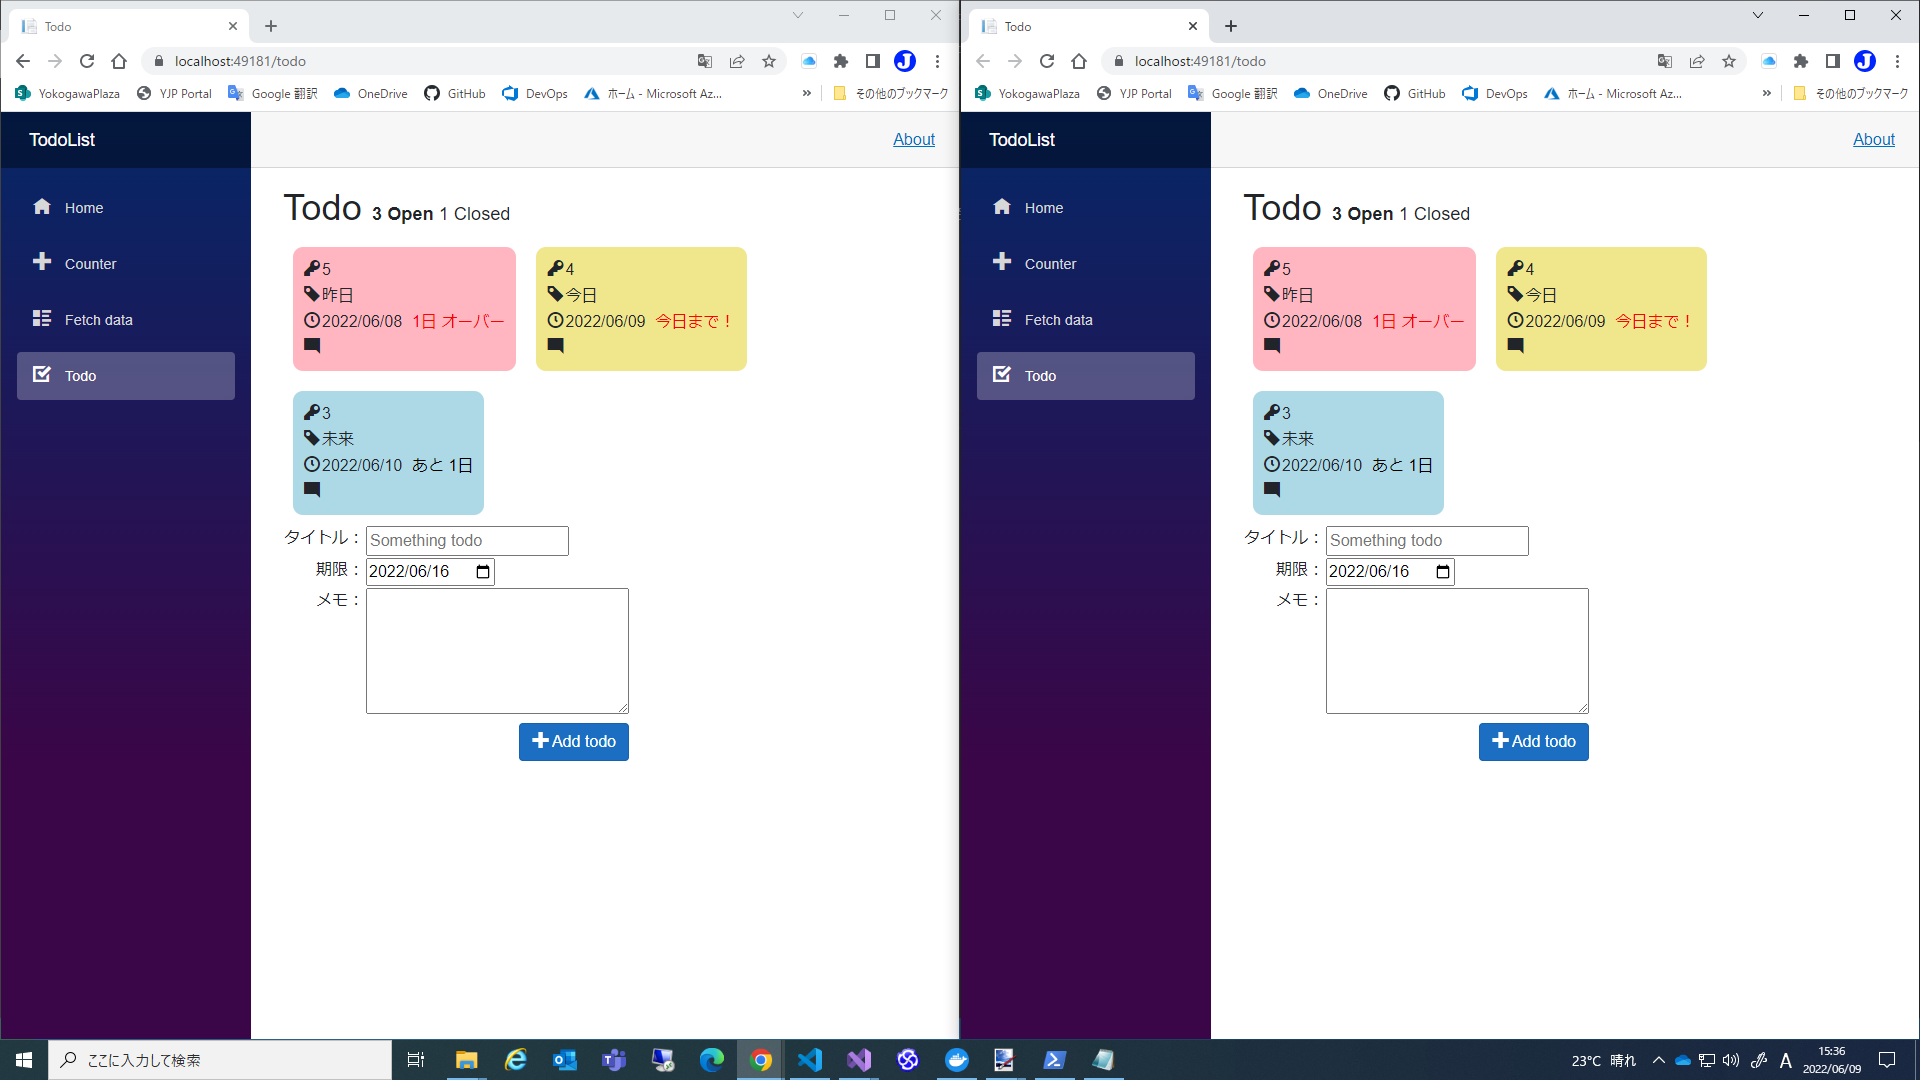 Todo
localhost:49181/todo
YokogawaPlaza YJP Portal Google 翻訳 OneDrive GitHub DevOps ホーム - Microsoft Az... » その他のブックマーク
TodoList
About
Home
Counter
Fetch data
Todo
Todo 3 Open 1 Closed
5
昨日
2022/06/08 1日 オーバー
4
今日
2022/06/09 今日まで！
3
未来
2022/06/10 あと 1日
タイトル： Something todo
期限： 2022/06/16
メモ：
Add todo
Todo
localhost:49181/todo
YokogawaPlaza YJP Portal Google 翻訳 OneDrive GitHub DevOps ホーム - Microsoft Az... » その他のブックマーク
TodoList
About
Home
Counter
Fetch data
Todo
Todo 3 Open 1 Closed
5
昨日
2022/06/08 1日 オーバー
4
今日
2022/06/09 今日まで！
3
未来
2022/06/10 あと 1日
タイトル： Something todo
期限： 2022/06/16
メモ：
Add todo
ここに入力して検索
23°C 晴れ
A
15:36
2022/06/09